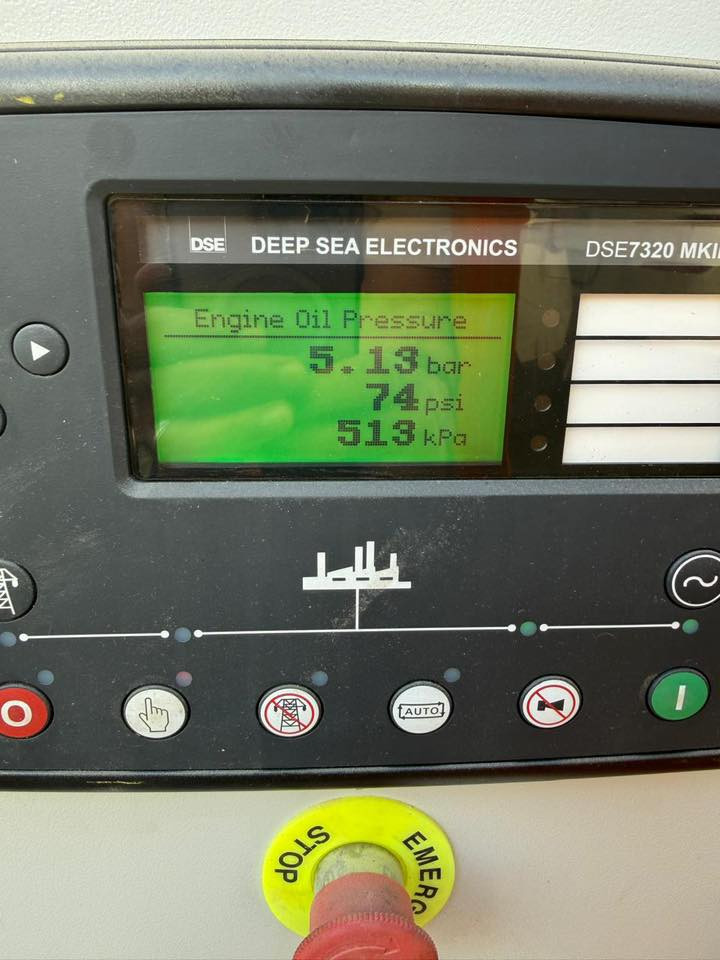 DSE DEEP SEA ELECTRONICS DSE7320 MKII
Engine Oil Pressure
5.13 bar
74 psi
513 kPa
AUTO
STOP EMERG